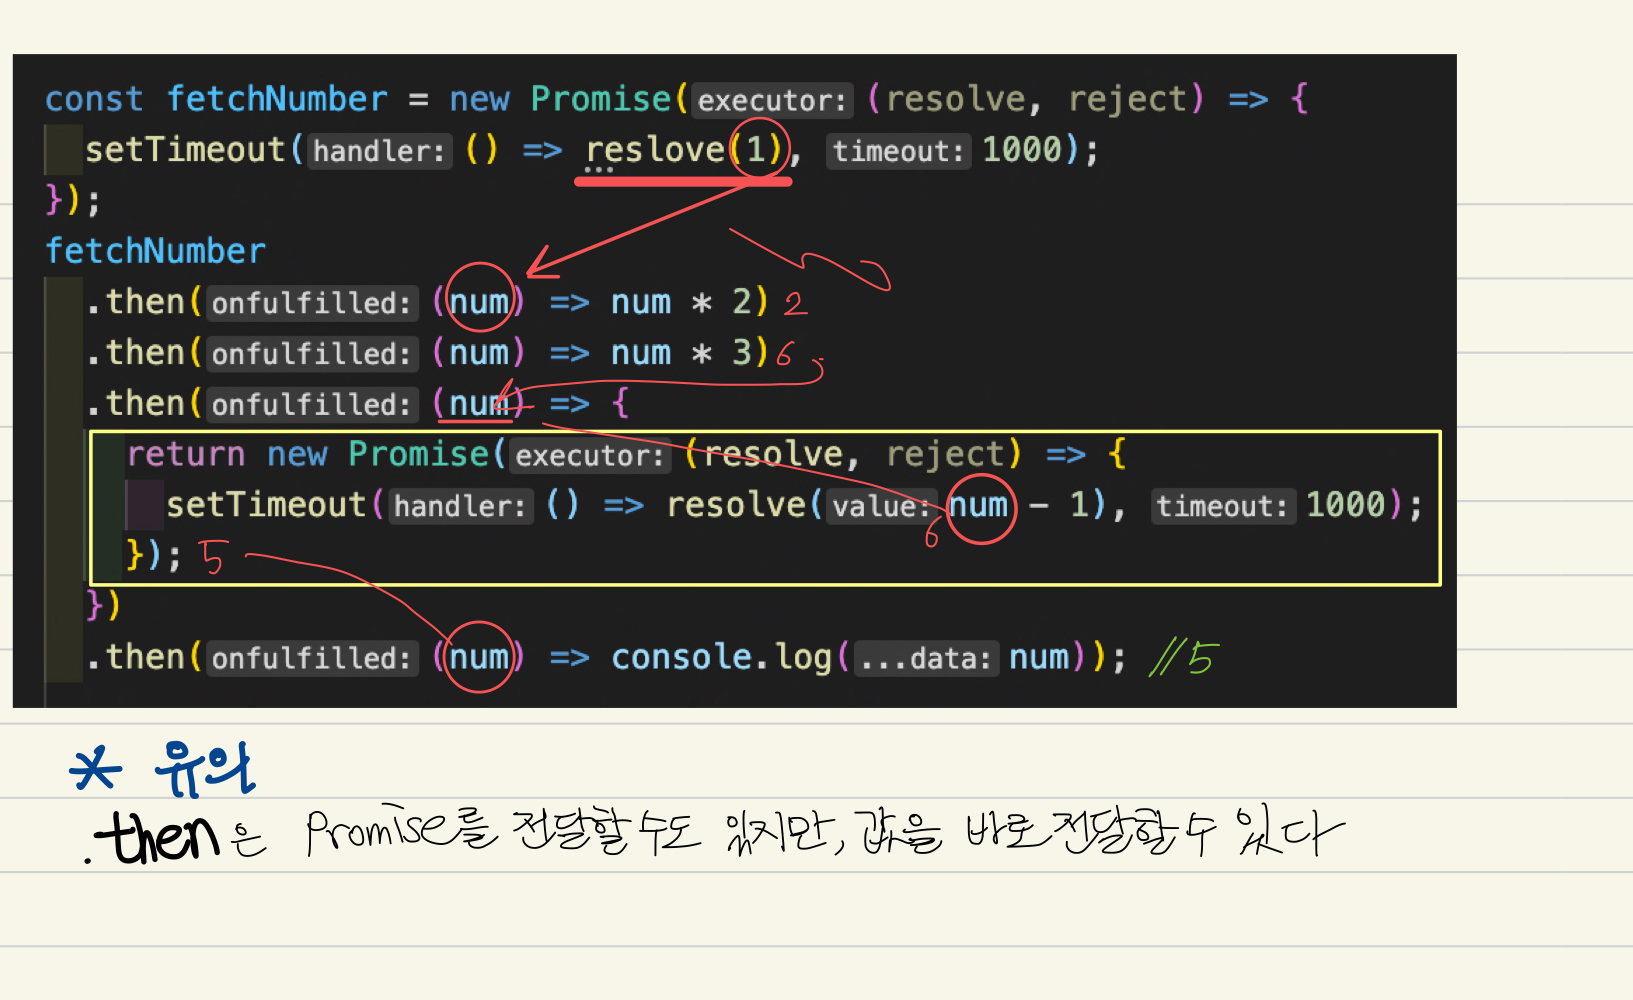 const fetchNumber = new Promise( executor: (resolve, reject) => {
setTimeout( handler: () => reslove(1), timeout: 1000);
});
fetchNumber
.then( onfulfilled: (num) => num * 2) 2
.then( onfulfilled: (num) => num * 3) 6
.then( onfulfilled: (num) => {
return new Promise( executor: (resolve, reject) => {
setTimeout( handler: () => resolve( value: num - 1), timeout: 1000);
6
}); 5
})
.then( onfulfilled: (num) => console.log( ...data: num)); //5
* 유의
.then은 Promise를 전달할 수도 있지만, 값을 바로 전달할 수 있다